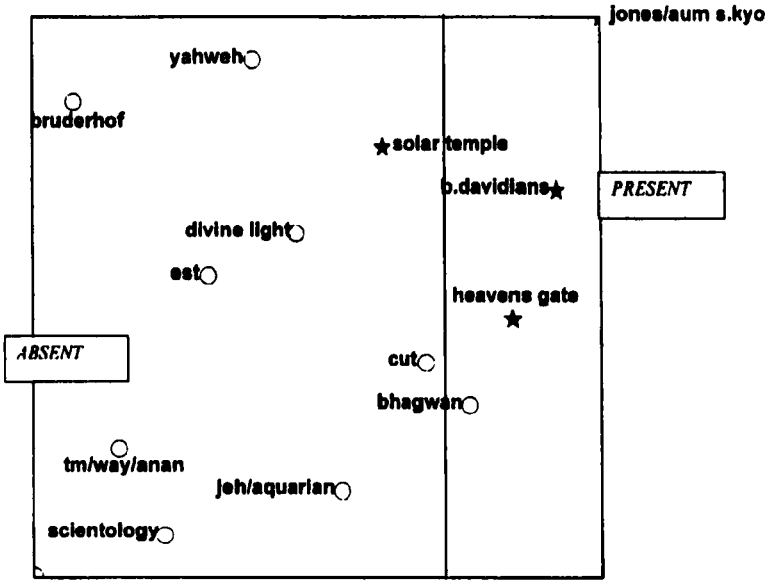 jones/aum s.kyo
yahweh
bruderhof
solar temple
b.davidians
PRESENT
divine light
est
heavens gate
ABSENT
cut
bhagwan
tm/way/anan
jeh/aquarian
scientology